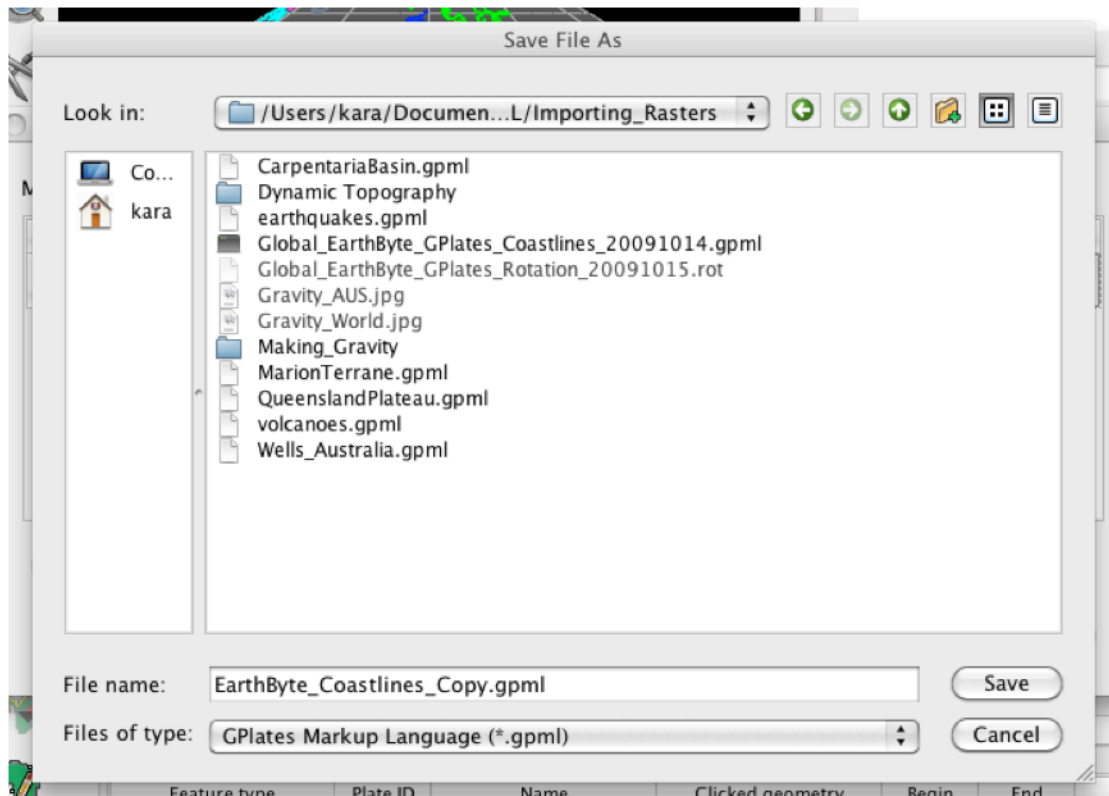 Save File As
Look in:
/Users/kara/Documen...L/Importing_Rasters
Co...
kara
CarpentariaBasin.gpml
Dynamic Topography
earthquakes.gpml
Global_EarthByte_GPlates_Coastlines_20091014.gpml
Global_EarthByte_GPlates_Rotation_20091015.rot
Gravity_AUS.jpg
Gravity_World.jpg
Making_Gravity
MarionTerrane.gpml
QueenslandPlateau.gpml
volcanoes.gpml
Wells_Australia.gpml
File name:
EarthByte_Coastlines_Copy.gpml
Save
Files of type:
GPlates Markup Language (*.gpml)
Cancel
Feature type Plate ID Name Clicked geometry Begin End